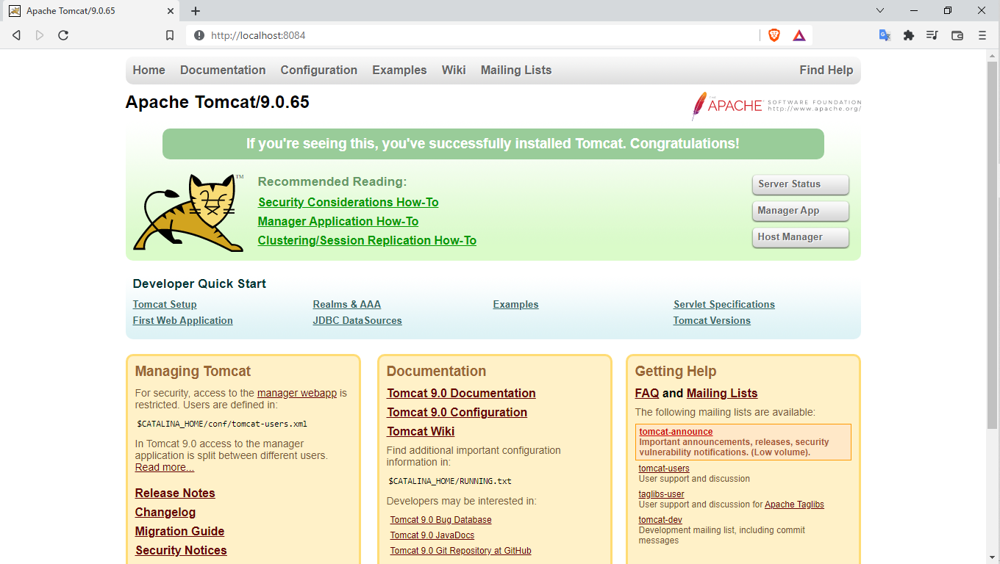 Apache Tomcat/9.0.65
http://localhost:8084
Home Documentation Configuration Examples Wiki Mailing Lists Find Help
Apache Tomcat/9.0.65
THE APACHE SOFTWARE FOUNDATION
http://www.apache.org/
If you're seeing this, you've successfully installed Tomcat. Congratulations!
TM
Recommended Reading:
Security Considerations How-To
Manager Application How-To
Clustering/Session Replication How-To
Server Status
Manager App
Host Manager
Developer Quick Start
Tomcat Setup
First Web Application
Realms & AAA
JDBC DataSources
Examples
Servlet Specifications
Tomcat Versions
Managing Tomcat
For security, access to the manager webapp is
restricted. Users are defined in:
$CATALINA_HOME/conf/tomcat-users.xml
In Tomcat 9.0 access to the manager
application is split between different users.
Read more...
Release Notes
Changelog
Migration Guide
Security Notices
Documentation
Tomcat 9.0 Documentation
Tomcat 9.0 Configuration
Tomcat Wiki
Find additional important configuration
information in:
$CATALINA_HOME/RUNNING.txt
Developers may be interested in:
Tomcat 9.0 Bug Database
Tomcat 9.0 JavaDocs
Tomcat 9.0 Git Repository at GitHub
Getting Help
FAQ and Mailing Lists
The following mailing lists are available:
tomcat-announce
Important announcements, releases, security
vulnerability notifications. (Low volume).
tomcat-users
User support and discussion
taglibs-user
User support and discussion for Apache Taglibs
tomcat-dev
Development mailing list, including commit
messages